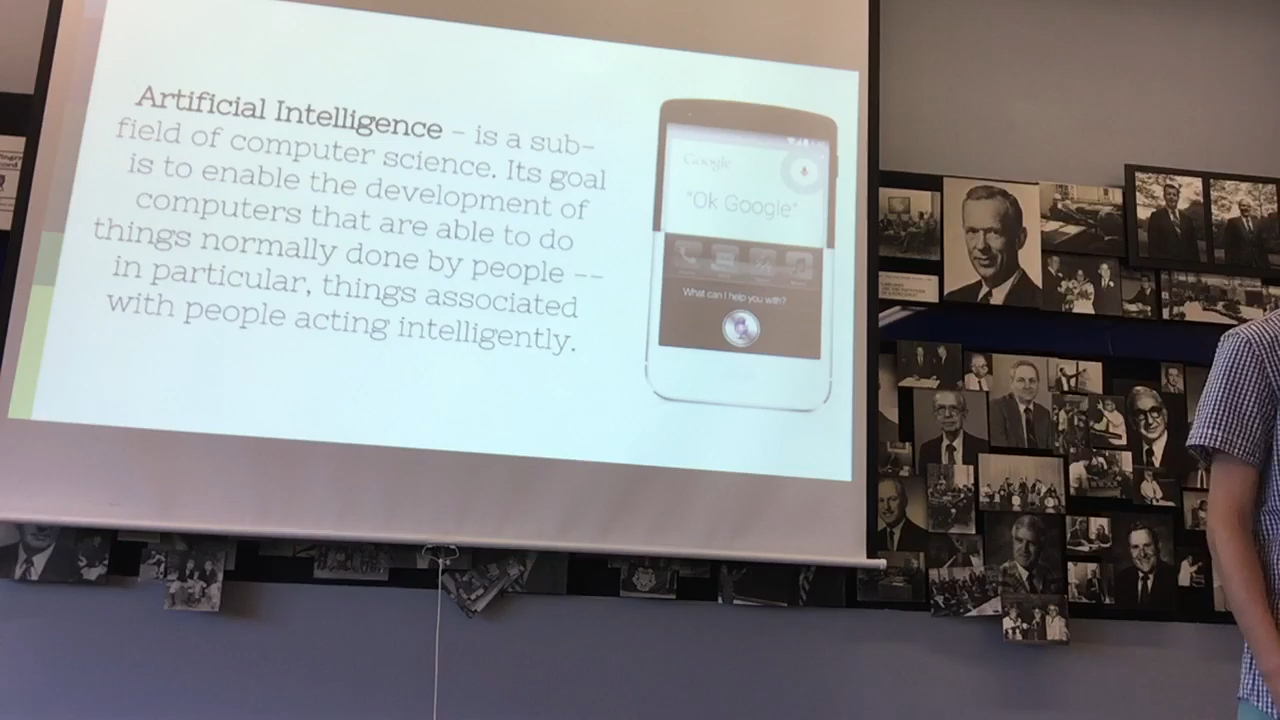 Artificial Intelligence – is a sub-
field of computer science. Its goal
is to enable the development of
computers that are able to do
things normally done by people --
in particular, things associated
with people acting intelligently.
Google
"Ok Google"
What can I help you with?